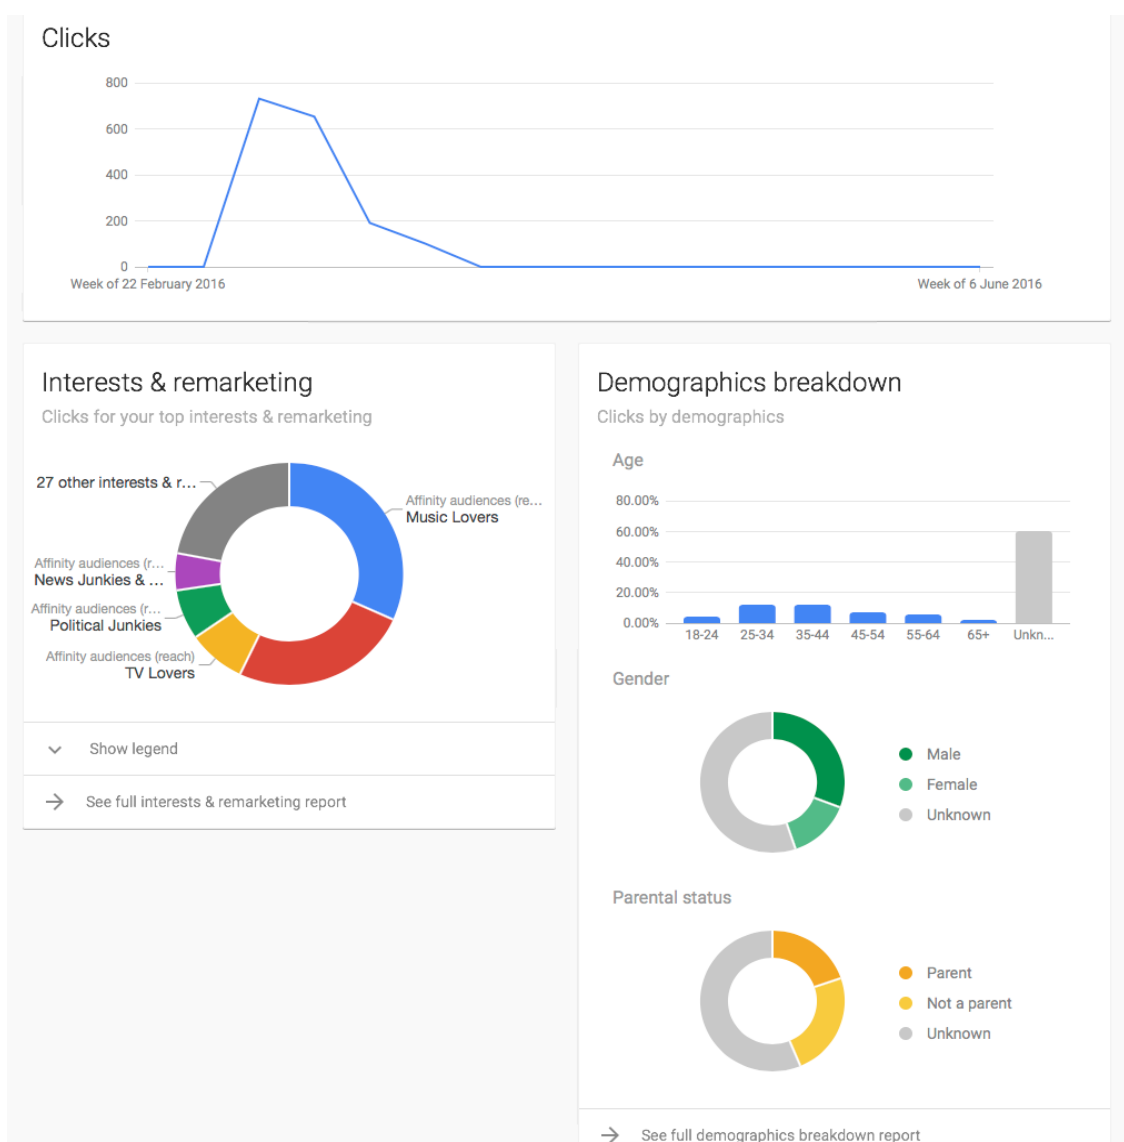 Clicks
800
600
400
200
0
Week of 22 February 2016
Week of 6 June 2016
Interests & remarketing
Clicks for your top interests & remarketing
27 other interests & r...
Affinity audiences (re...
Music Lovers
Affinity audiences (r...
News Junkies & ...
Affinity audiences (r...
Political Junkies
Affinity audiences (reach)
TV Lovers
Show legend
See full interests & remarketing report
Demographics breakdown
Clicks by demographics
Age
80.00%
60.00%
40.00%
20.00%
0.00%
18-24 25-34 35-44 45-54 55-64 65+ Unkn...
Gender
Male
Female
Unknown
Parental status
Parent
Not a parent
Unknown
See full demographics breakdown report